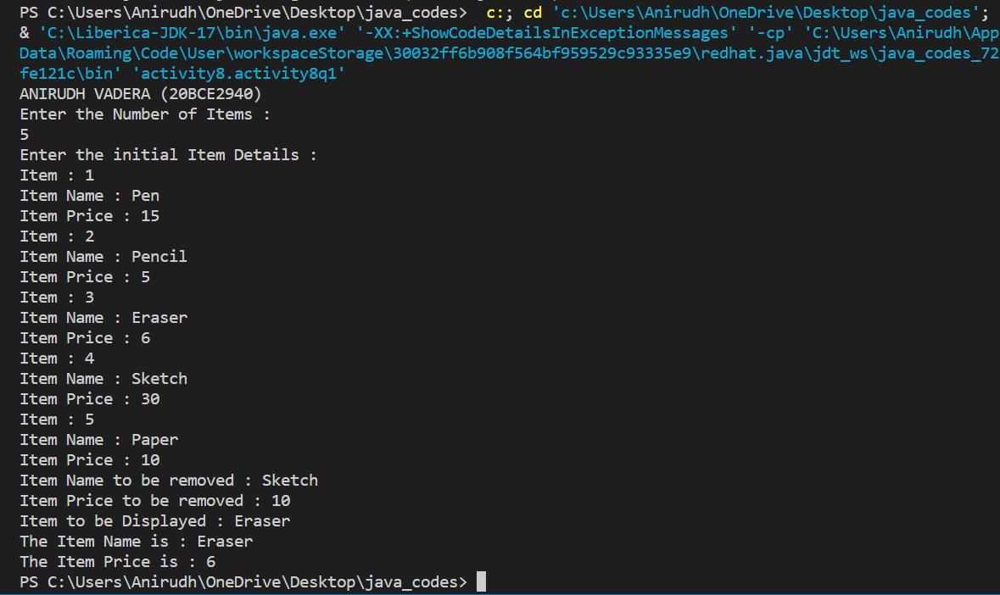 PS C:\Users\Anirudh\OneDrive\Desktop\java_codes>  c:; cd 'c:\Users\Anirudh\OneDrive\Desktop\java_codes';
& 'C:\Liberica-JDK-17\bin\java.exe' '-XX:+ShowCodeDetailsInExceptionMessages' '-cp' 'C:\Users\Anirudh\App
Data\Roaming\Code\User\workspaceStorage\30032ff6b908f564bf959529c93335e9\redhat.java\jdt_ws\java_codes_72
fe121c\bin' 'activity8.activity8q1'
ANIRUDH VADERA (20BCE2940)
Enter the Number of Items :
5
Enter the initial Item Details :
Item : 1
Item Name : Pen
Item Price : 15
Item : 2
Item Name : Pencil
Item Price : 5
Item : 3
Item Name : Eraser
Item Price : 6
Item : 4
Item Name : Sketch
Item Price : 30
Item : 5
Item Name : Paper
Item Price : 10
Item Name to be removed : Sketch
Item Price to be removed : 10
Item to be Displayed : Eraser
The Item Name is : Eraser
The Item Price is : 6
PS C:\Users\Anirudh\OneDrive\Desktop\java_codes>